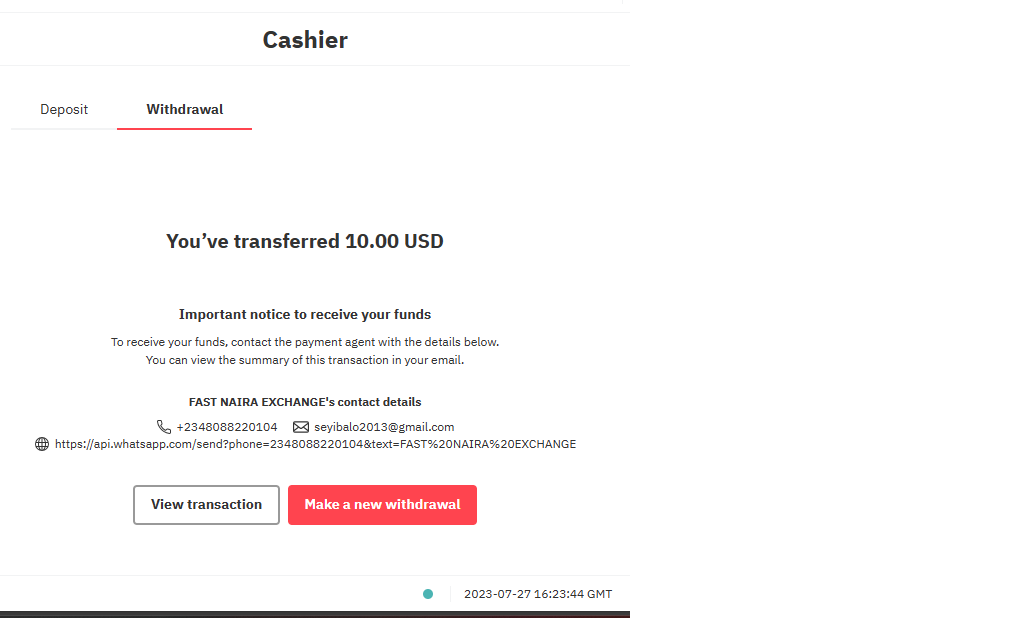 Cashier
Deposit Withdrawal
You’ve transferred 10.00 USD
Important notice to receive your funds
To receive your funds, contact the payment agent with the details below.
You can view the summary of this transaction in your email.
FAST NAIRA EXCHANGE's contact details
+2348088220104 seyibalo2013@gmail.com
https://api.whatsapp.com/send?phone=2348088220104&text=FAST%20NAIRA%20EXCHANGE
View transaction Make a new withdrawal
2023-07-27 16:23:44 GMT